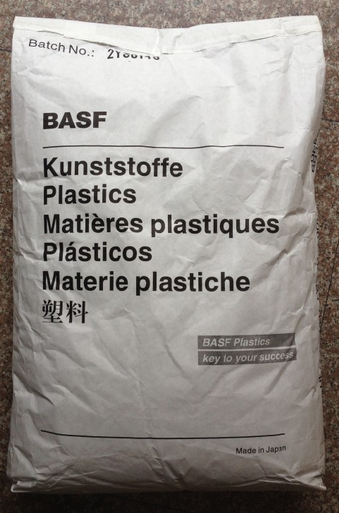 Batch No.:
BASF
Kunststoffe
Plastics
Matières plastiques
Plásticos
Materie plastiche
塑料
BASF Plastics
key to your success
Made in Japan